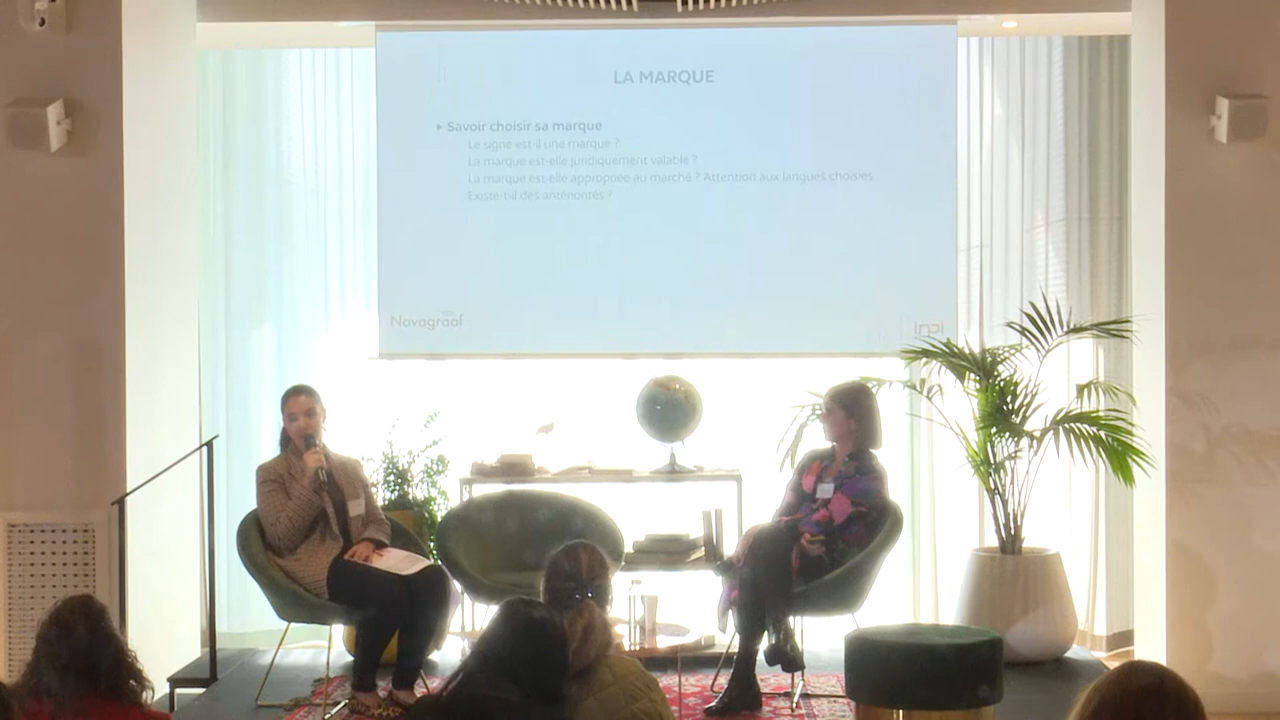 LA MARQUE
▸ Savoir choisir sa marque
Le signe est-il une marque ?
La marque est-elle juridiquement valable ?
La marque est-elle appropriée au marché ? Attention aux langues choisies
Existe-t-il des antériorités ?
Novagraaf
inpi